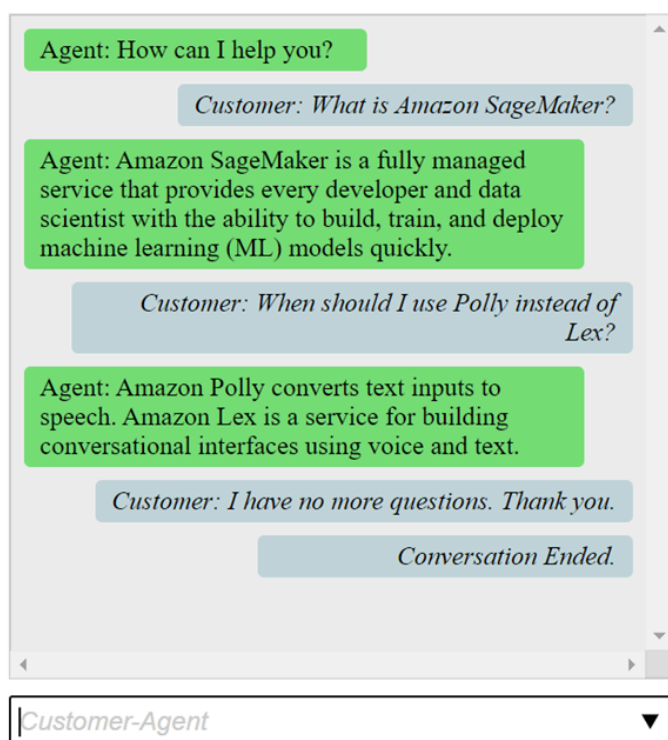 Agent: How can I help you?
Customer: What is Amazon SageMaker?
Agent: Amazon SageMaker is a fully managed
service that provides every developer and data
scientist with the ability to build, train, and deploy
machine learning (ML) models quickly.
Customer: When should I use Polly instead of
Lex?
Agent: Amazon Polly converts text inputs to
speech. Amazon Lex is a service for building
conversational interfaces using voice and text.
Customer: I have no more questions. Thank you.
Conversation Ended.
Customer-Agent